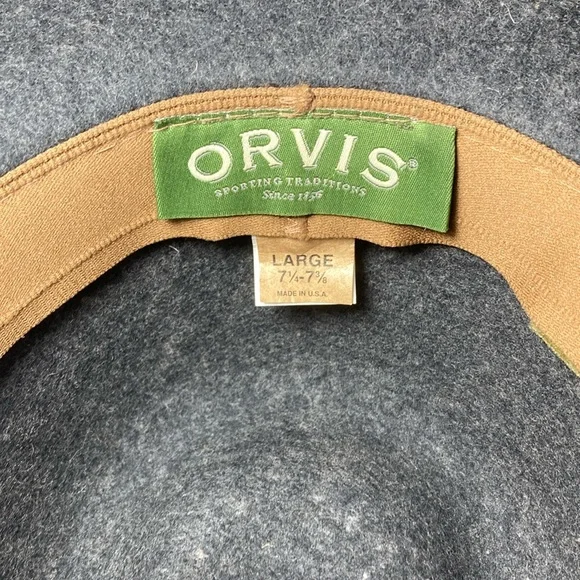 ORVIS®
SPORTING TRADITIONS
Since 1856
LARGE
7¼-7⅜
MADE IN U.S.A.